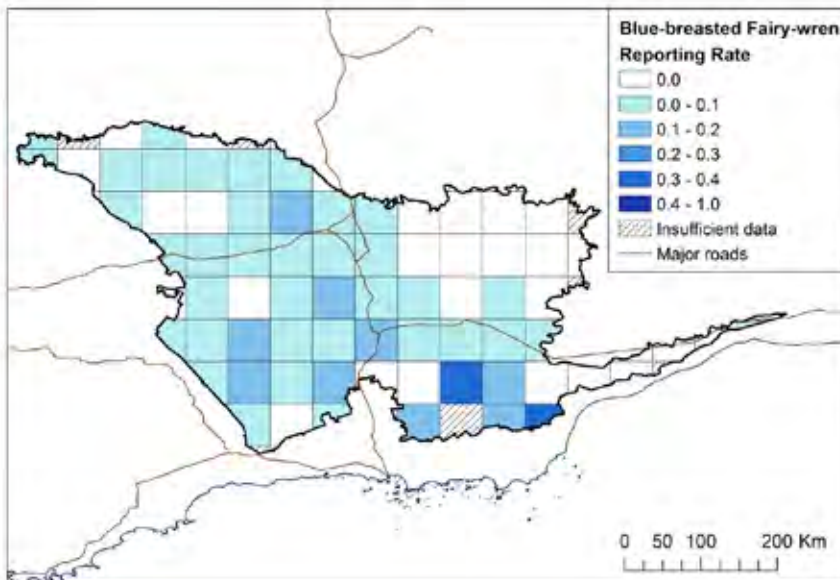 Blue-breasted Fairy-wren
Reporting Rate
0.0
0.0 - 0.1
0.1 - 0.2
0.2 - 0.3
0.3 - 0.4
0.4 - 1.0
Insufficient data
Major roads
0 50 100 200 Km